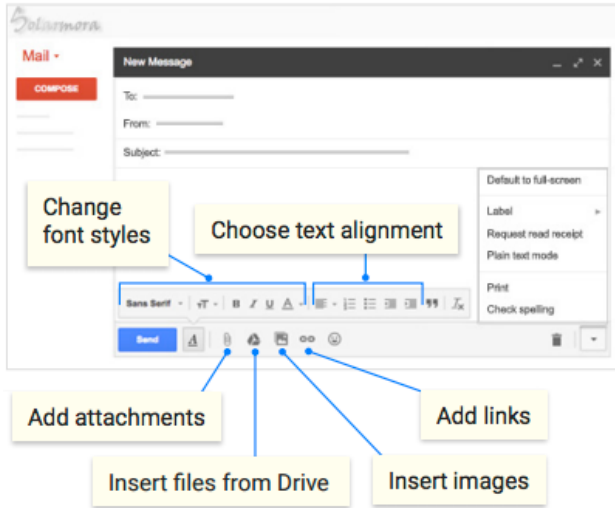 Solarmora
Mail
COMPOSE
New Message
To:
From:
Subject:
Default to full-screen
Label
Request read receipt
Plain text mode
Print
Check spelling
Change
font styles
Choose text alignment
Sans Serif
Send
Add attachments
Add links
Insert files from Drive
Insert images